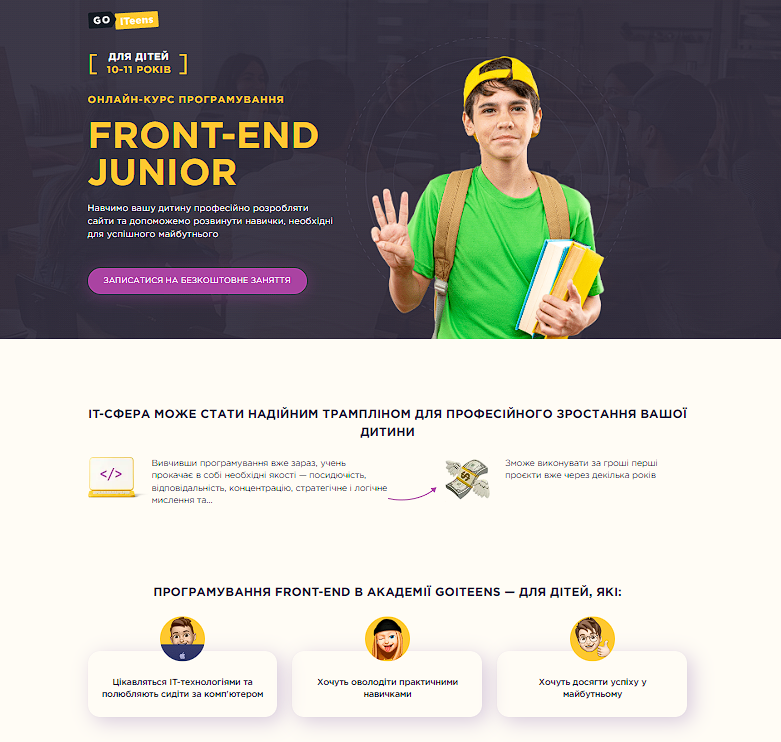 GO ITeens
ДЛЯ ДІТЕЙ
10-11 РОКІВ
ОНЛАЙН-КУРС ПРОГРАМУВАННЯ
FRONT-END
JUNIOR
Навчимо вашу дитину професійно розробляти
сайти та допоможемо розвинути навички, необхідні
для успішного майбутнього
ЗАПИСАТИСЯ НА БЕЗКОШТОВНЕ ЗАНЯТТЯ
ІТ-СФЕРА МОЖЕ СТАТИ НАДІЙНИМ ТРАМПЛІНОМ ДЛЯ ПРОФЕСІЙНОГО ЗРОСТАННЯ ВАШОЇ
ДИТИНИ
</>
Вивчивши програмування вже зараз, учень
прокачає в собі необхідні якості — посидючість,
відповідальність, концентрацію, стратегічне і логічне
мислення та...
Зможе виконувати за гроші перші
проєкти вже через декілька років
ПРОГРАМУВАННЯ FRONT-END В АКАДЕМІЇ GOITEENS — ДЛЯ ДІТЕЙ, ЯКІ:
Цікавляться ІТ-технологіями та
полюбляють сидіти за комп'ютером
Хочуть оволодіти практичними
навичками
Хочуть досягти успіху у
майбутньому